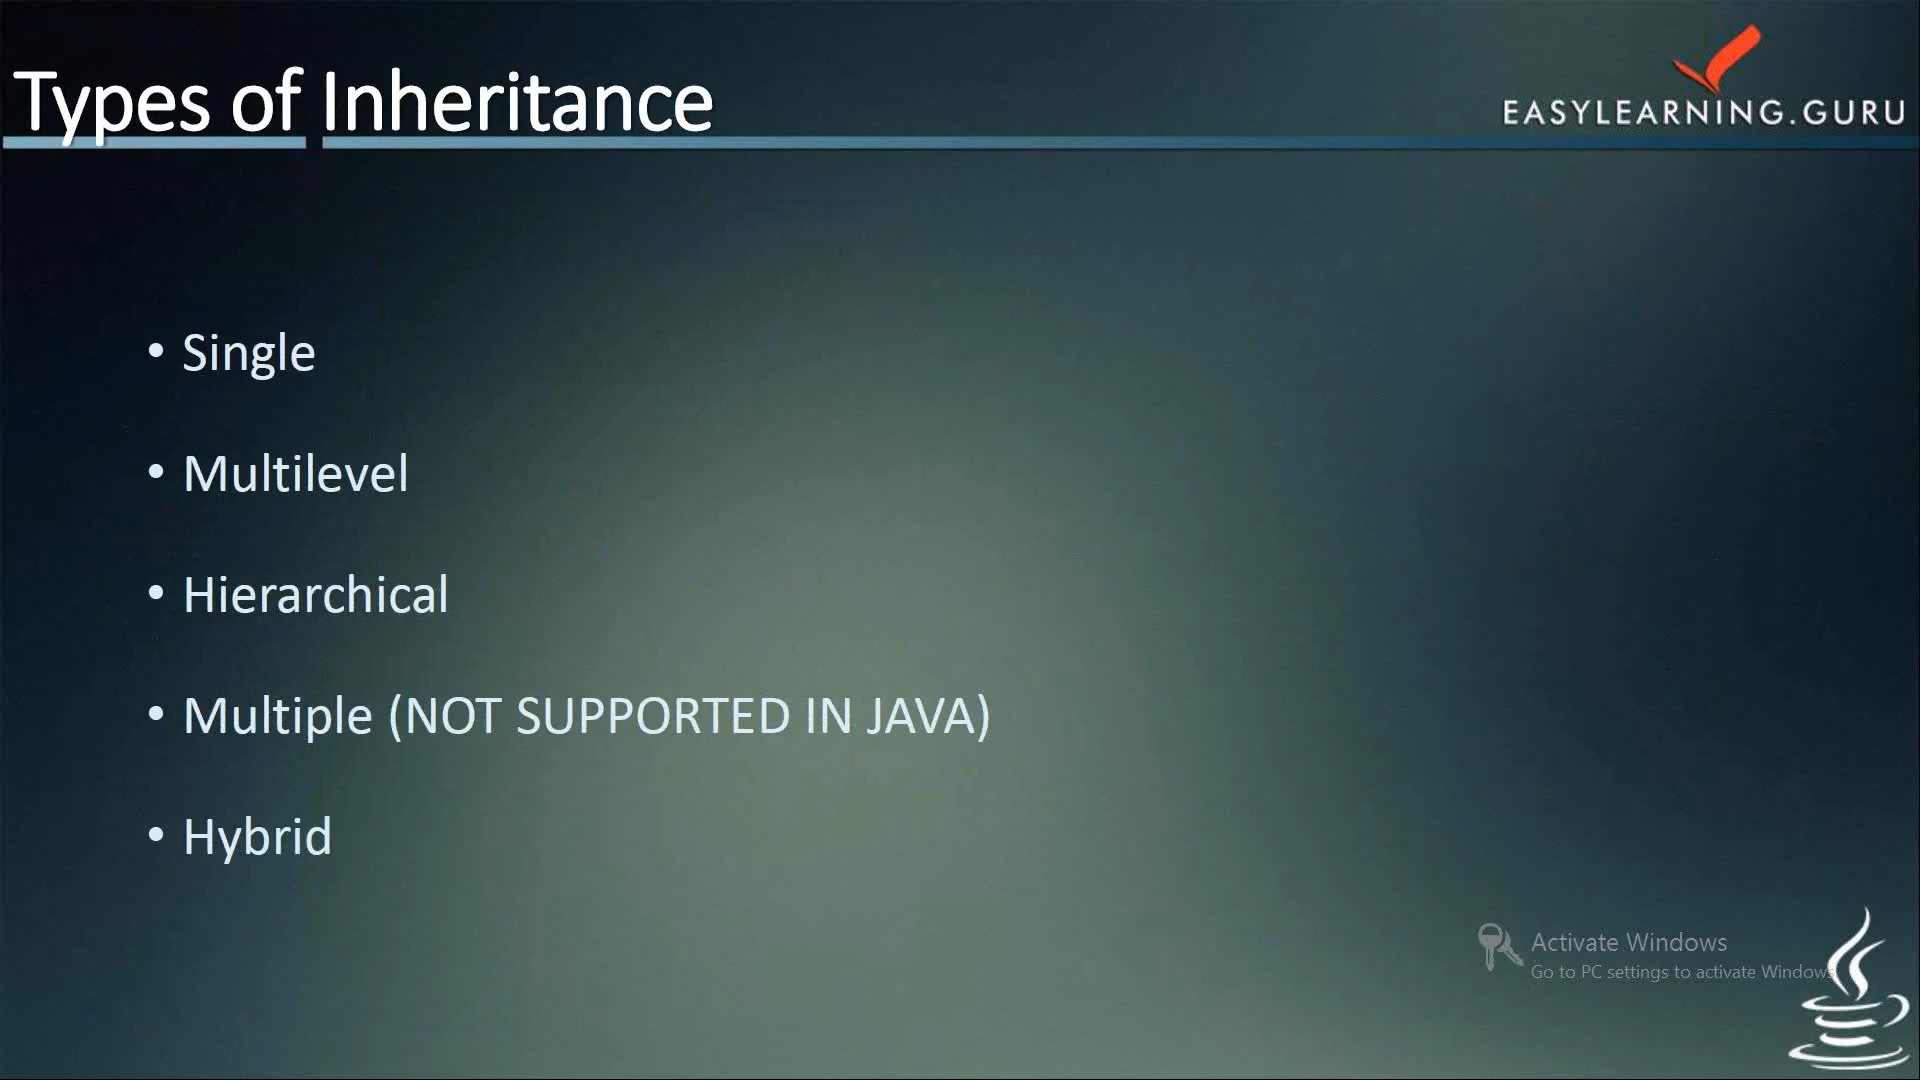 Types of Inheritance
EASYLEARNING.GURU
• Single
• Multilevel
• Hierarchical
• Multiple (NOT SUPPORTED IN JAVA)
• Hybrid
Activate Windows
Go to PC settings to activate Windows